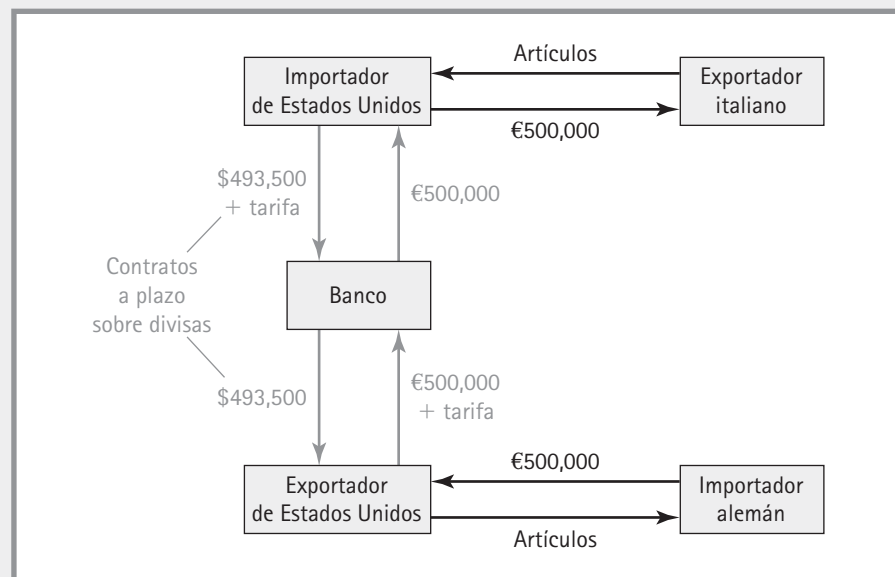 Artículos
Importador
de Estados Unidos
Exportador
italiano
€500,000
$493,500
+ tarifa
€500,000
Contratos
a plazo
sobre divisas
Banco
$493,500
€500,000
+ tarifa
€500,000
Exportador
de Estados Unidos
Importador
alemán
Artículos